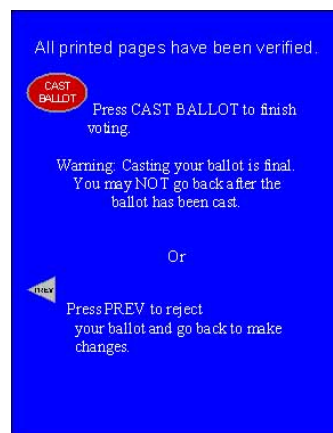 All printed pages have been verified.
CAST
BALLOT
Press CAST BALLOT to finish
voting.
Warning: Casting your ballot is final.
You may NOT go back after the
ballot has been cast.
Or
PREV
Press PREV to reject
your ballot and go back to make
changes.